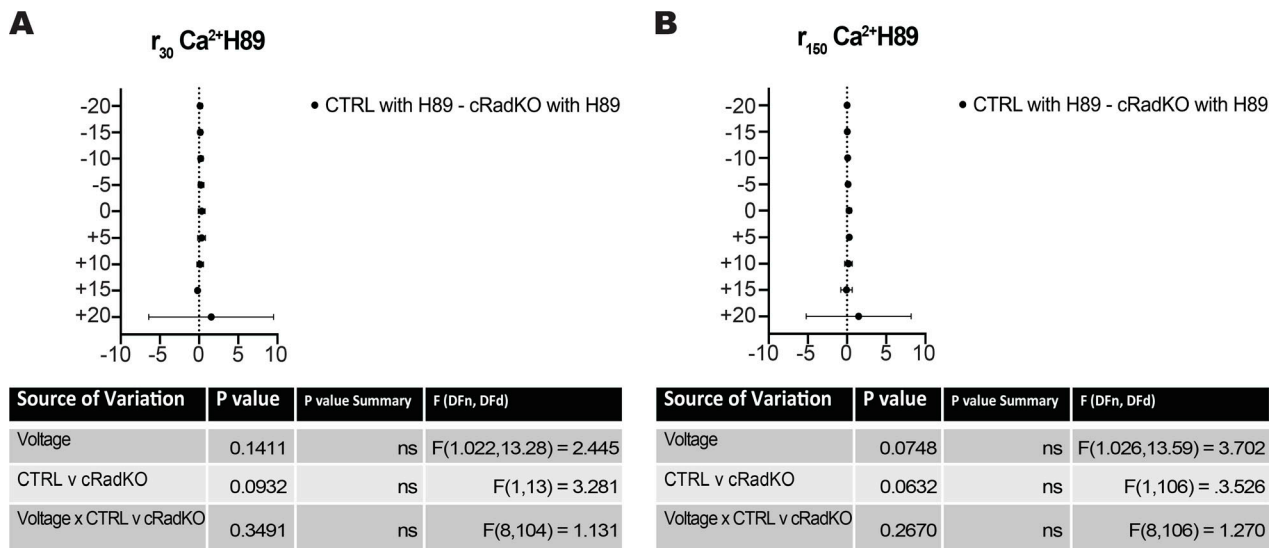 A
r30 Ca2+H89
-20
-15
-10
-5
0
+5
+10
+15
+20
-10 -5 0 5 10
CTRL with H89 - cRadKO with H89
Source of Variation P value P value Summary F (DFn, DFd)
Voltage 0.1411 ns F(1.022,13.28) = 2.445
CTRL v cRadKO 0.0932 ns F(1,13) = 3.281
Voltage x CTRL v cRadKO 0.3491 ns F(8,104) = 1.131
B
r150 Ca2+H89
-20
-15
-10
-5
0
+5
+10
+15
+20
-10 -5 0 5 10
CTRL with H89 - cRadKO with H89
Source of Variation P value P value Summary F (DFn, DFd)
Voltage 0.0748 ns F(1.026,13.59) = 3.702
CTRL v cRadKO 0.0632 ns F(1,106) = .3.526
Voltage x CTRL v cRadKO 0.2670 ns F(8,106) = 1.270